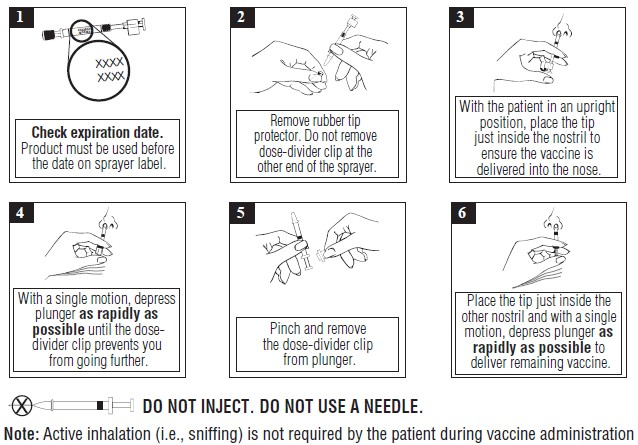 1
XXXX
XXXX
Check expiration date.
Product must be used before
the date on sprayer label.
2
Remove rubber tip
protector. Do not remove
dose-divider clip at the
other end of the sprayer.
3
With the patient in an upright
position, place the tip
just inside the nostril to
ensure the vaccine is
delivered into the nose.
4
With a single motion, depress
plunger as rapidly as
possible until the dose-
divider clip prevents you
from going further.
5
Pinch and remove
the dose-divider clip
from plunger.
6
Place the tip just inside the
other nostril and with a single
motion, depress plunger as
rapidly as possible to
deliver remaining vaccine.
DO NOT INJECT. DO NOT USE A NEEDLE.
Note: Active inhalation (i.e., sniffing) is not required by the patient during vaccine administration